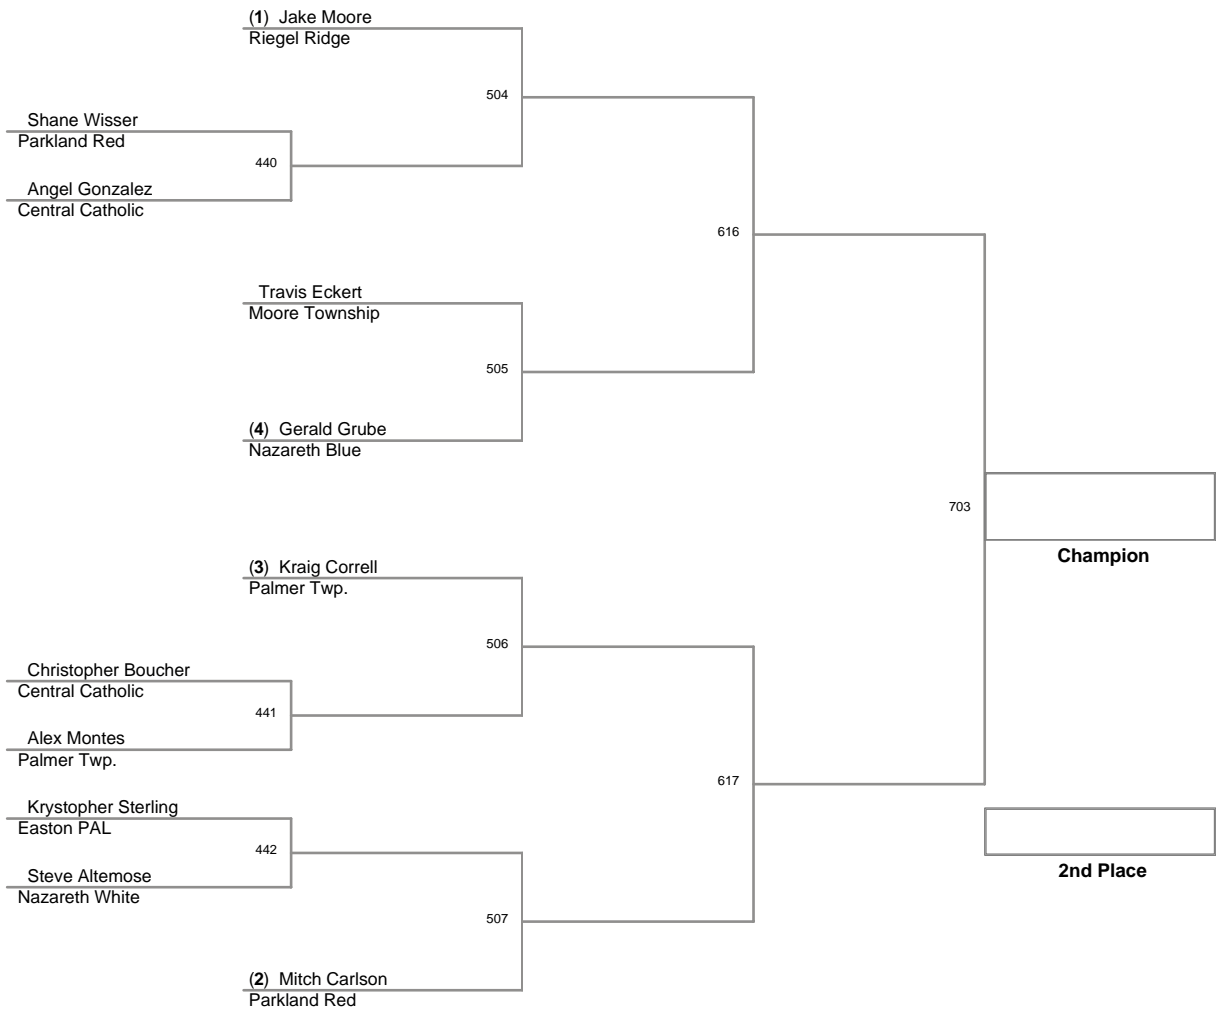 (1) Jake Moore
Riegel Ridge
504
Shane Wisser
Parkland Red
440
Angel Gonzalez
Central Catholic
616
Travis Eckert
Moore Township
505
(4) Gerald Grube
Nazareth Blue
703
Champion
(3) Kraig Correll
Palmer Twp.
506
Christopher Boucher
Central Catholic
441
Alex Montes
Palmer Twp.
617
Krystopher Sterling
Easton PAL
442
Steve Altemose
Nazareth White
2nd Place
507
(2) Mitch Carlson
Parkland Red